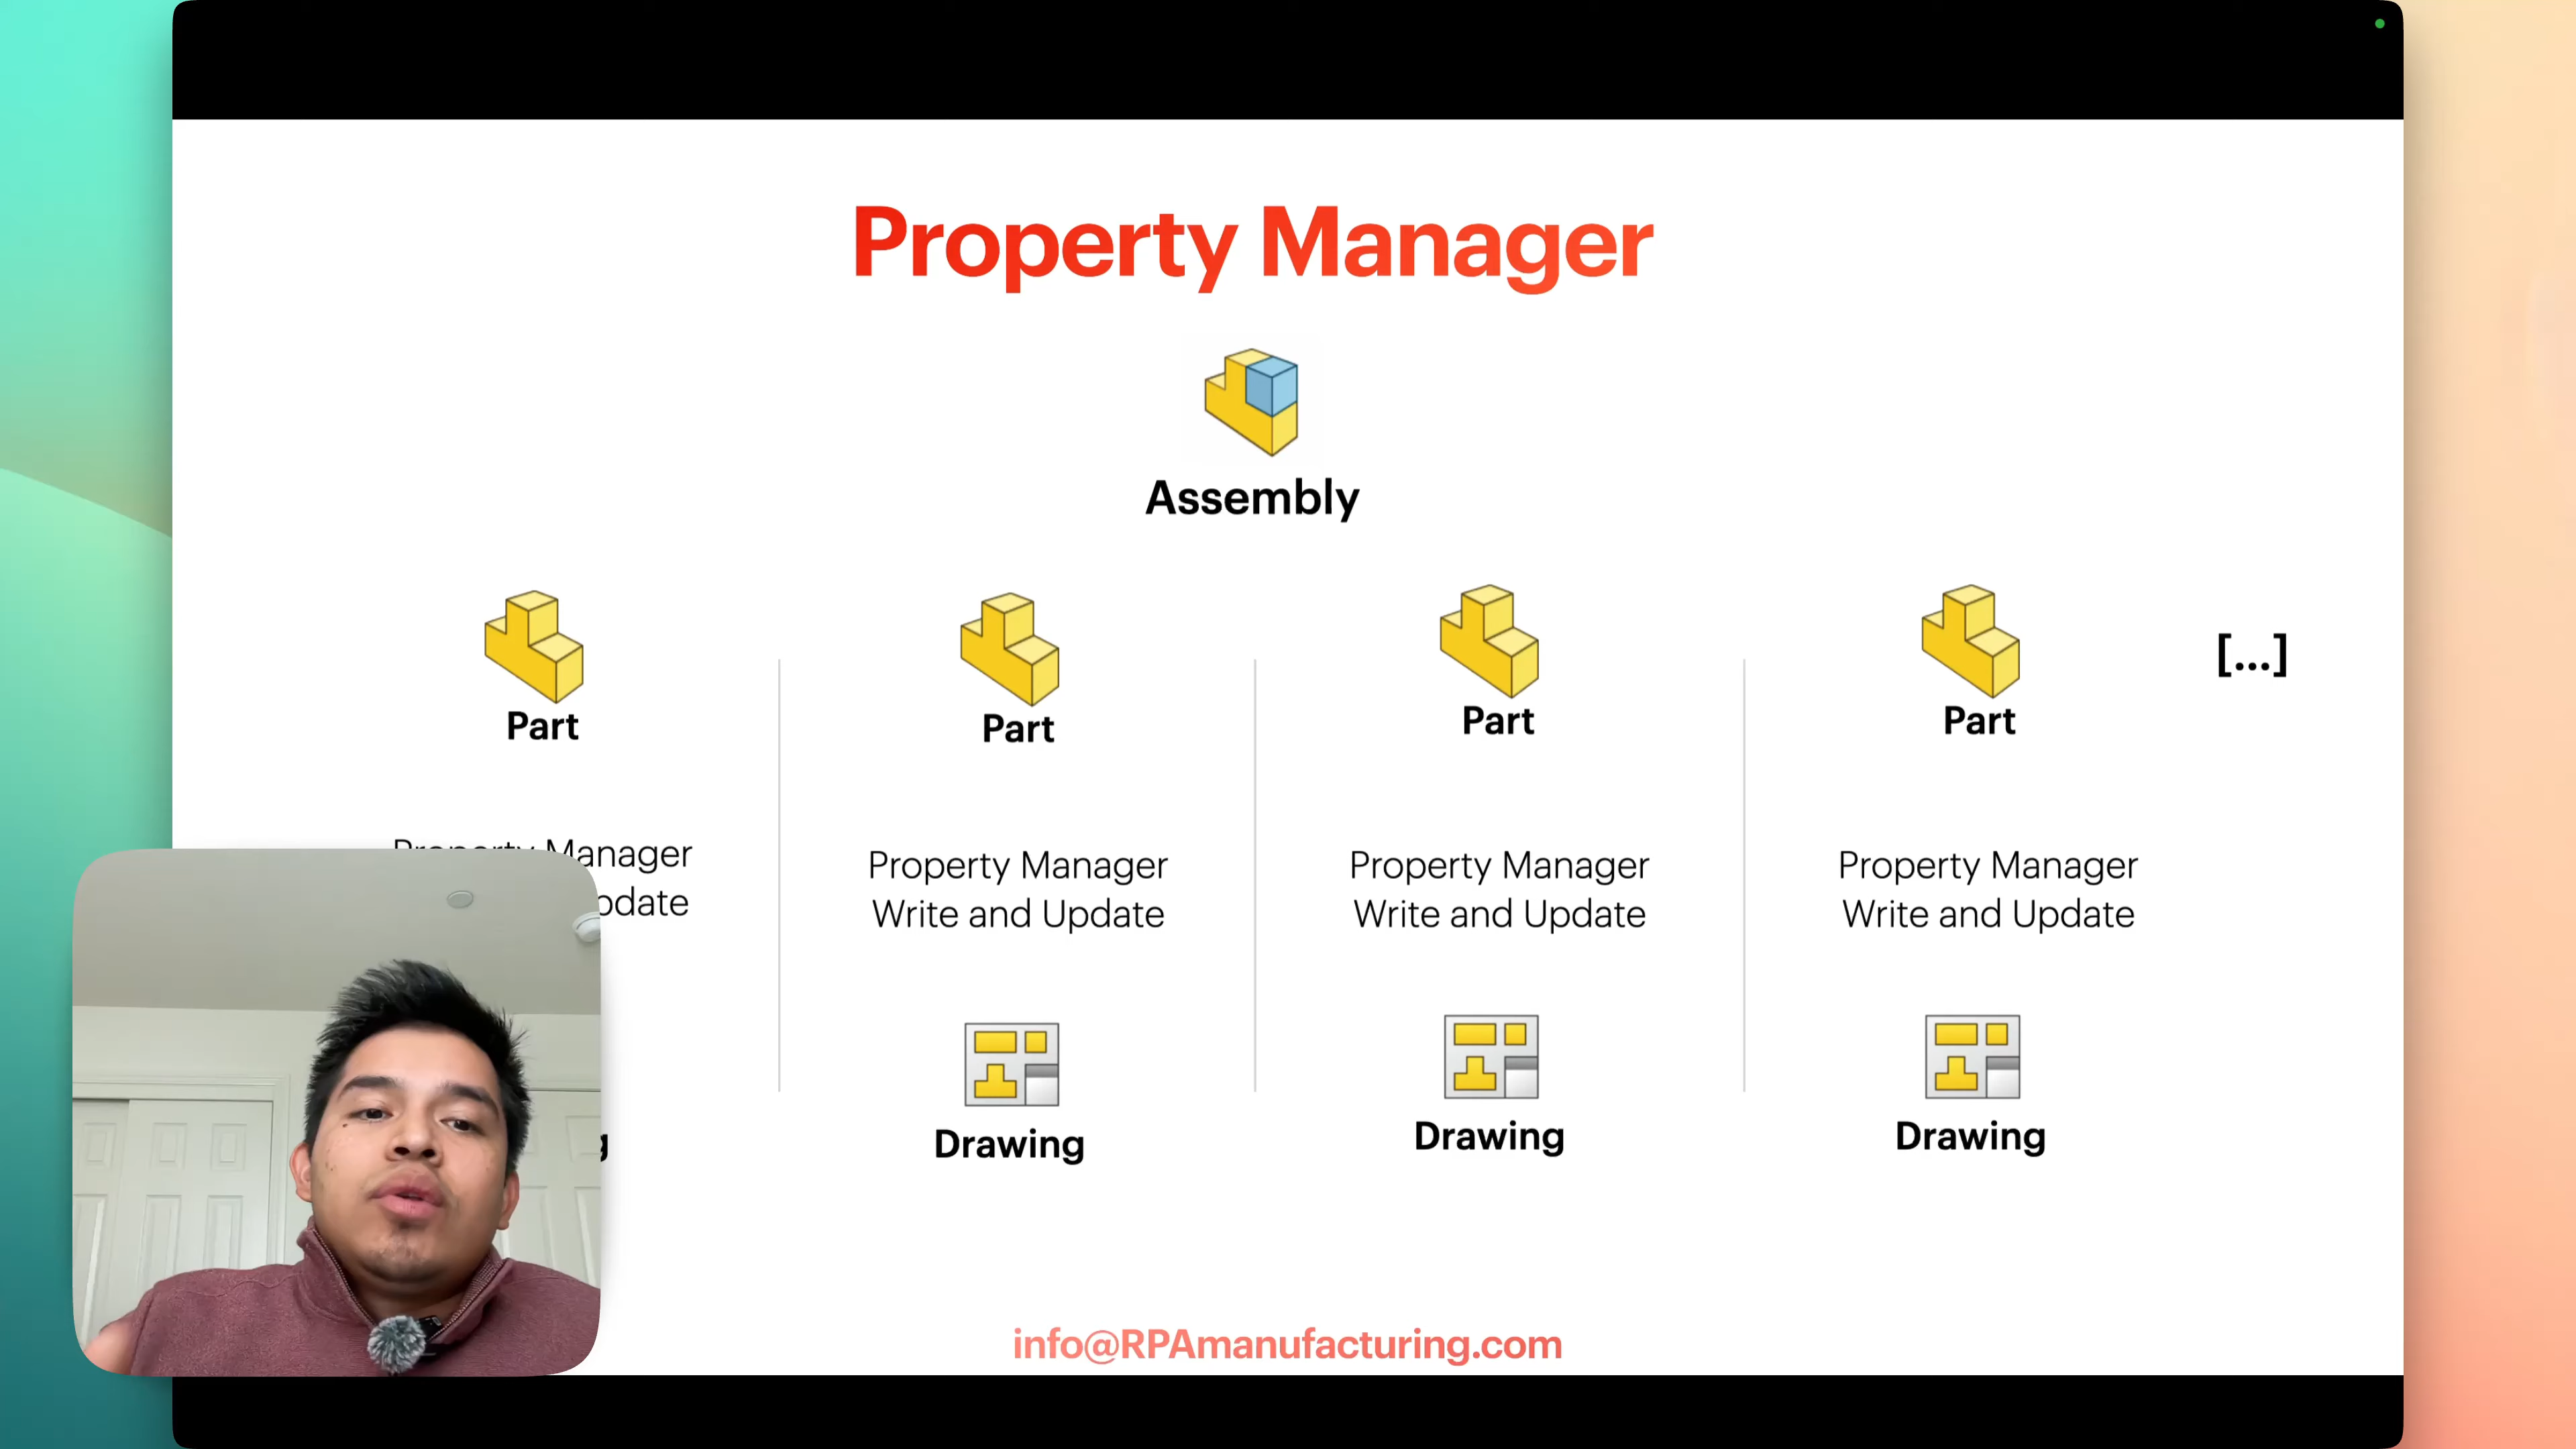 Property Manager
Assembly
Part
Part
Part
Part
[...]
Manager
Property Manager
Write and Update
Property Manager
Write and Update
Property Manager
Write and Update
Drawing
Drawing
Drawing
info@RPAmanufacturing.com